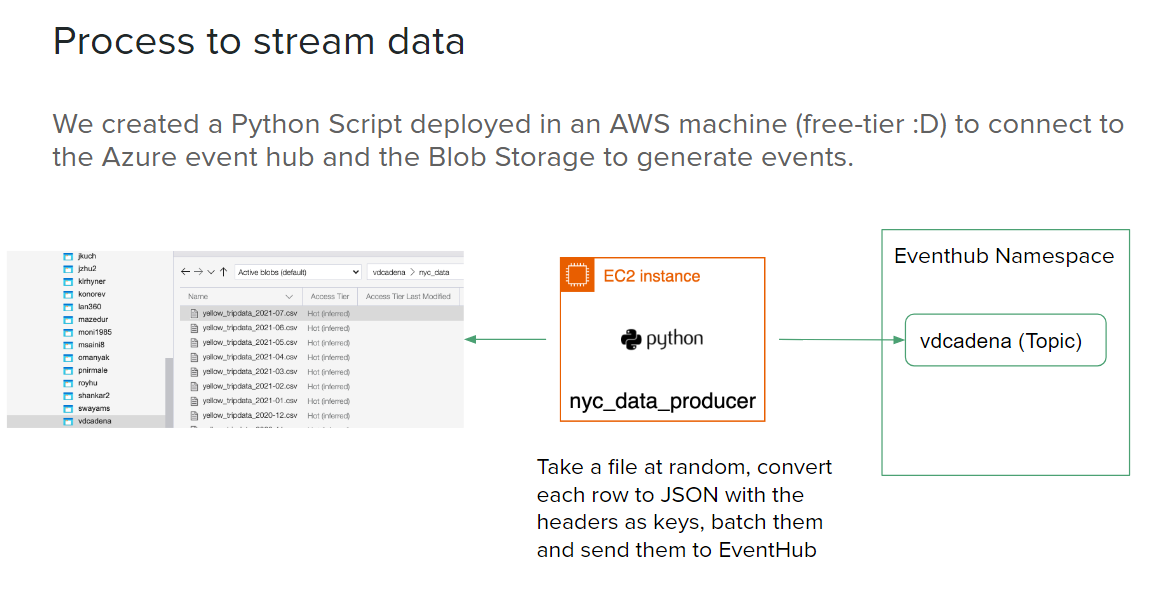 Process to stream data
We created a Python Script deployed in an AWS machine (free-tier :D) to connect to
the Azure event hub and the Blob Storage to generate events.
jkuch
jzhu2
kirhyner
konorev
lan360
mazedur
moni1985
msaini8
omanyak
pnirmale
royhu
shankar2
swayams
vdcadena
Active blobs (default)
vdcadena > nyc_data
Name Access Tier Access Tier Last Modified
yellow_tripdata_2021-07.csv Hot (inferred)
yellow_tripdata_2021-06.csv Hot (inferred)
yellow_tripdata_2021-05.csv Hot (inferred)
yellow_tripdata_2021-04.csv Hot (inferred)
yellow_tripdata_2021-03.csv Hot (inferred)
yellow_tripdata_2021-02.csv Hot (inferred)
yellow_tripdata_2021-01.csv Hot (inferred)
yellow_tripdata_2020-12.csv Hot (inferred)
EC2 instance
python
nyc_data_producer
Take a file at random, convert
each row to JSON with the
headers as keys, batch them
and send them to EventHub
Eventhub Namespace
vdcadena (Topic)